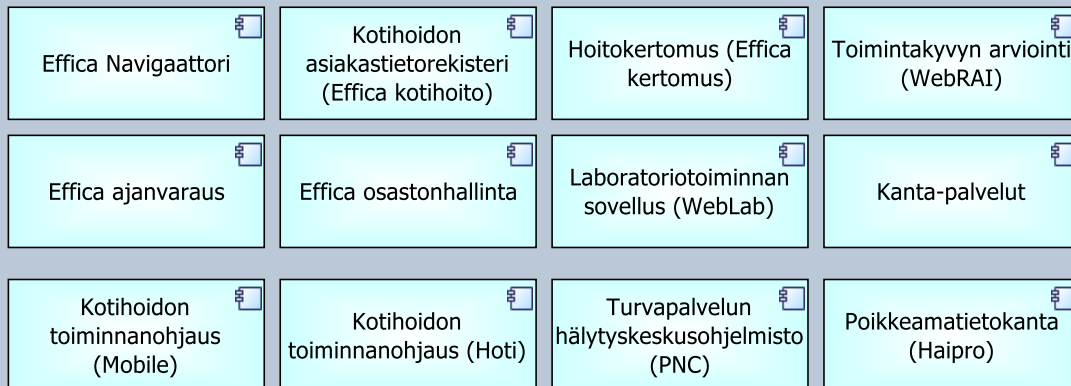 Effica Navigaattori
Kotihoidon
asiakastietorekisteri
(Effica kotihoito)
Hoitokertomus (Effica
kertomus)
Toimintakyvyn arviointi
(WebRAI)
Effica ajanvaraus
Effica osastonhallinta
Laboratoriotoiminnan
sovellus (WebLab)
Kanta-palvelut
Kotihoidon
toiminnanohjaus
(Mobile)
Kotihoidon
toiminnanohjaus (Hoti)
Turvapalvelun
hälytyskeskusohjelmisto
(PNC)
Poikkeamatietokanta
(Haipro)